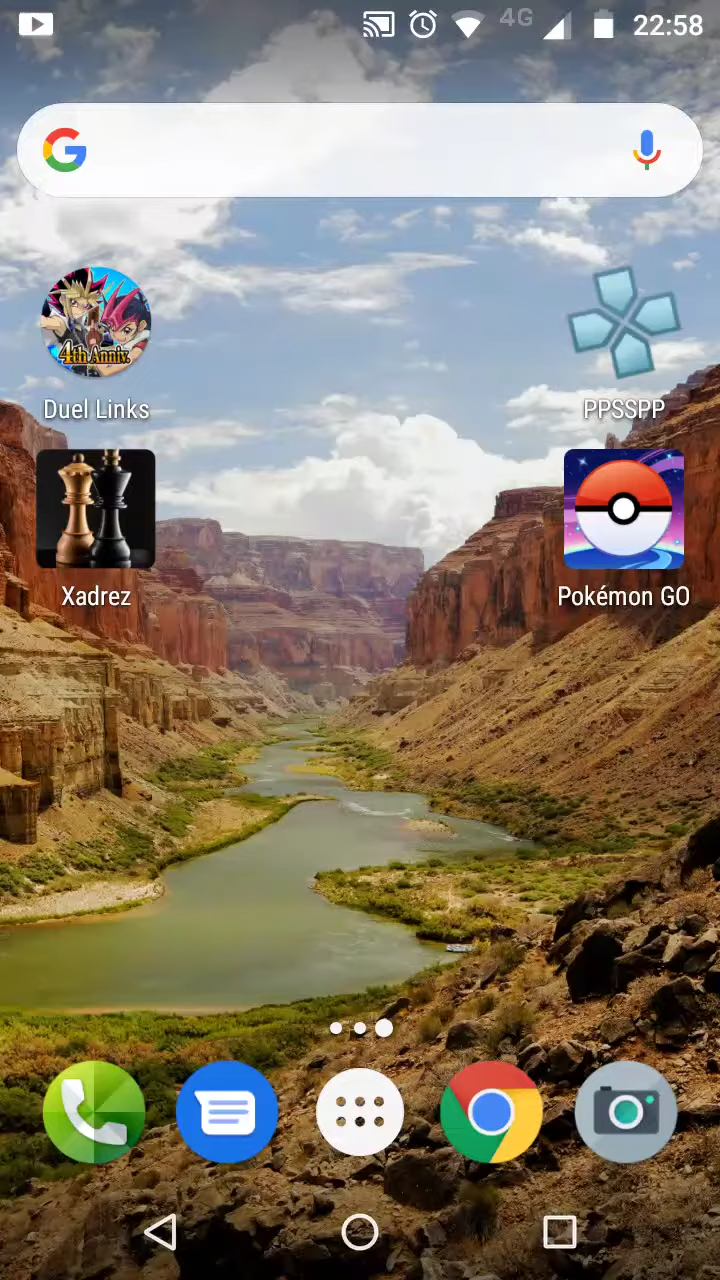 4G 22:58
G
Duel Links
4th Anniv.
PPSSPP
Xadrez
Pokémon GO